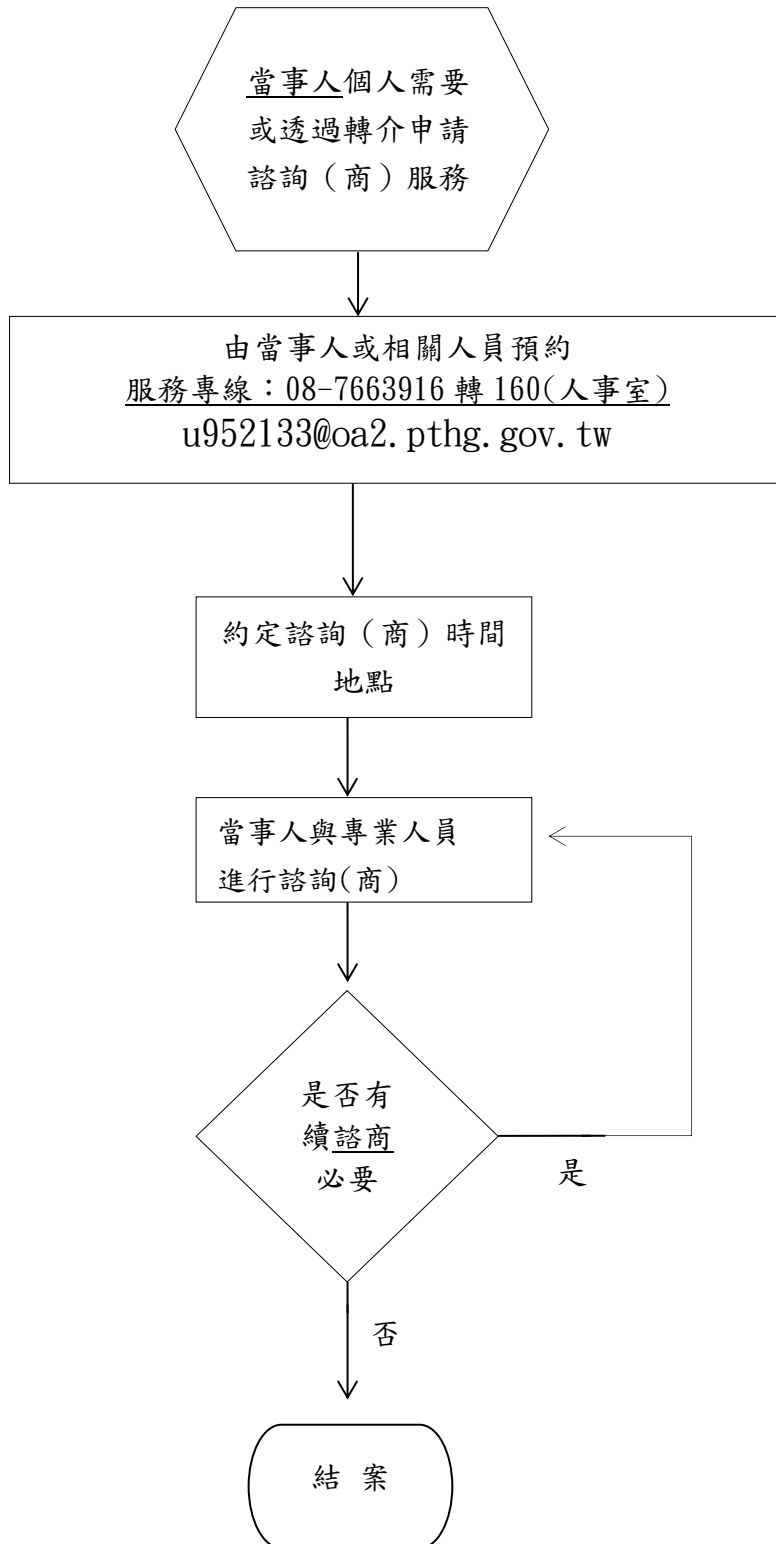 當事人個人需要
或透過轉介申請
諮詢（商）服務
由當事人或相關人員預約
服務專線：08-7663916 轉 160(人事室)
u952133@oa2.pthg.gov.tw
約定諮詢（商）時間
地點
當事人與專業人員
進行諮詢(商)
是否有
續諮商
必要
是
否
結 案